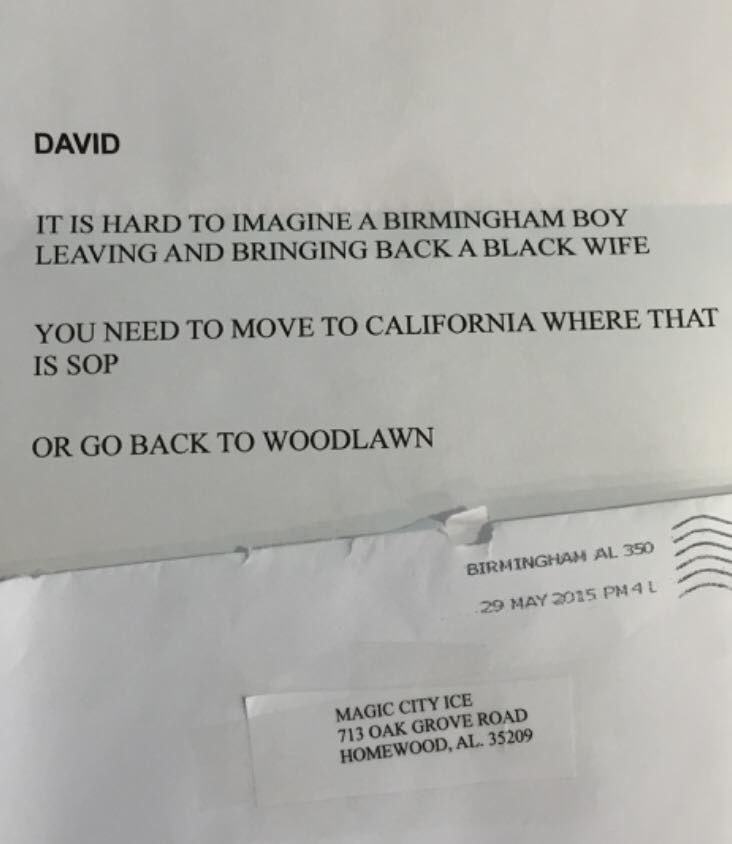 DAVID
IT IS HARD TO IMAGINE A BIRMINGHAM BOY
LEAVING AND BRINGING BACK A BLACK WIFE
YOU NEED TO MOVE TO CALIFORNIA WHERE THAT
IS SOP
OR GO BACK TO WOODLAWN
BIRMINGHAM AL 350
29 MAY 2015 PM 4 L
MAGIC CITY ICE
713 OAK GROVE ROAD
HOMEWOOD, AL. 35209